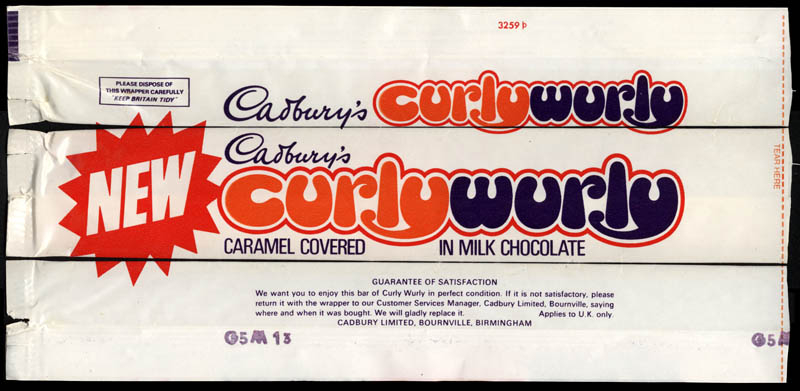 3259 þ
PLEASE DISPOSE OF
THIS WRAPPER CAREFULLY
"KEEP BRITAIN TIDY"
Cadbury's curlywurly
TEAR HERE
NEW
Cadbury's
curlywurly
CARAMEL COVERED IN MILK CHOCOLATE
GUARANTEE OF SATISFACTION
We want you to enjoy this bar of Curly Wurly in perfect condition. If it is not satisfactory, please
return it with the wrapper to our Customer Services Manager, Cadbury Limited, Bournville, saying
where and when it was bought. We will gladly replace it. Applies to U.K. only.
CADBURY LIMITED, BOURNVILLE, BIRMINGHAM
13